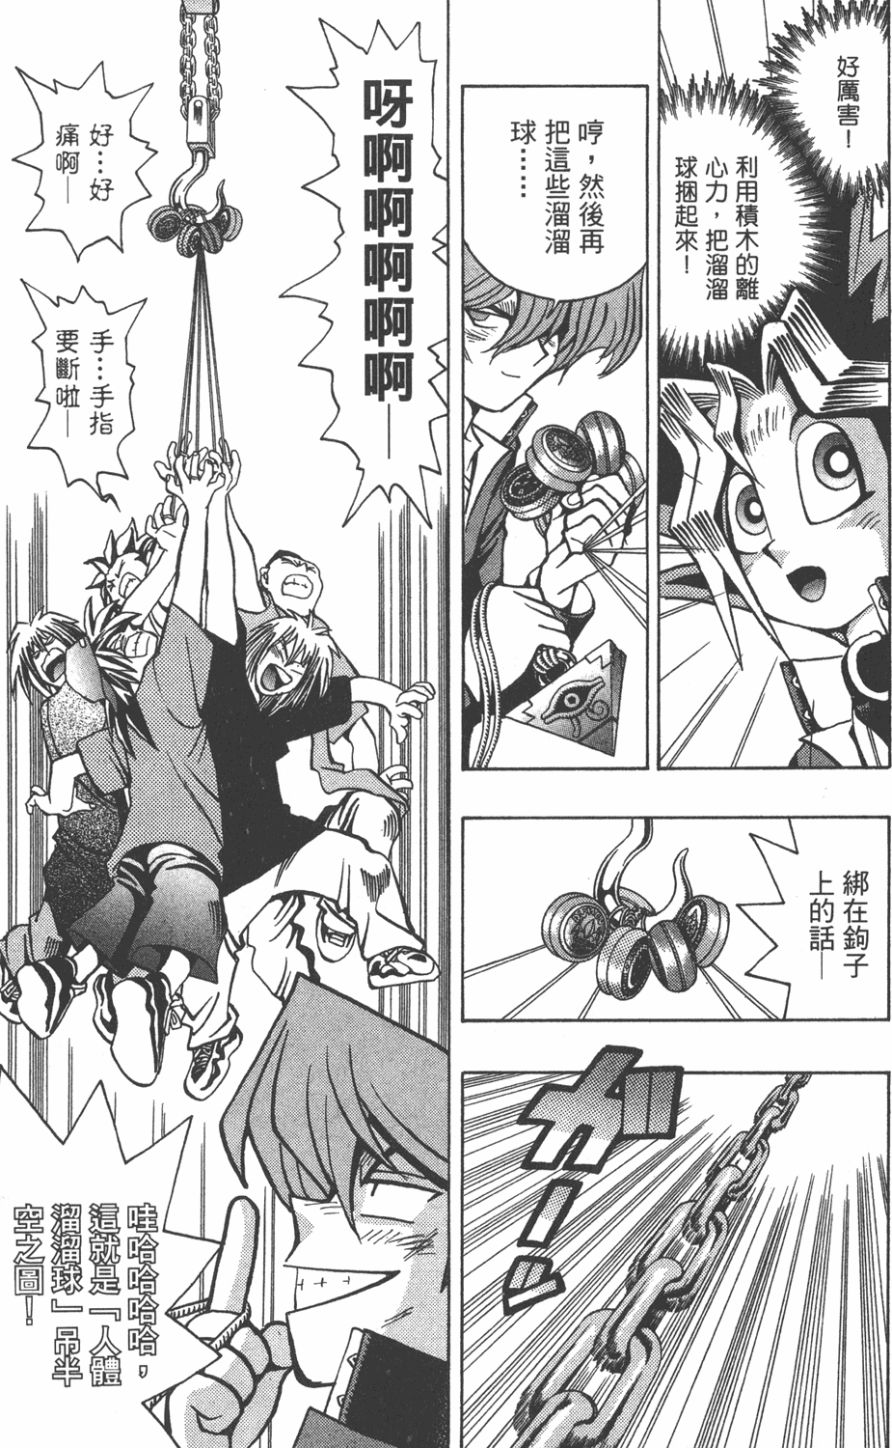 好厲害！
利用積木的離
心力，把溜溜
球捆起來！
哼，然後再
把這些溜溜
球……
綁在鉤子
上的話—
ガーッ
呀啊啊啊啊啊—
好…好
痛啊—
手…手指
要斷啦—
哇哈哈哈哈，
這就是「人體
溜溜球」吊半
空之圖！